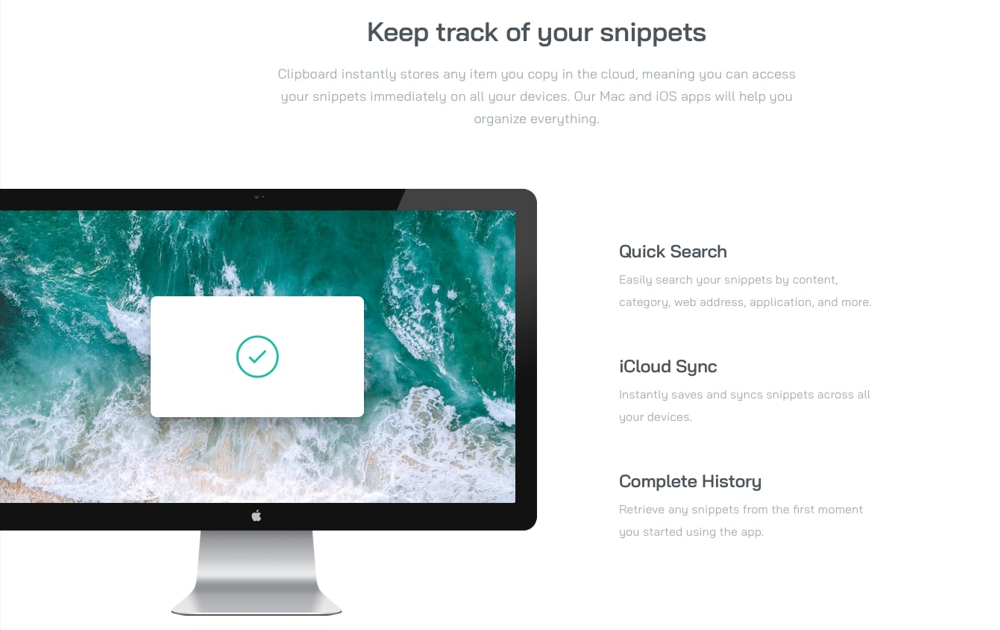 Keep track of your snippets
Clipboard instantly stores any item you copy in the cloud, meaning you can access
your snippets immediately on all your devices. Our Mac and iOS apps will help you
organize everything.
Quick Search
Easily search your snippets by content,
category, web address, application, and more.
iCloud Sync
Instantly saves and syncs snippets across all
your devices.
Complete History
Retrieve any snippets from the first moment
you started using the app.